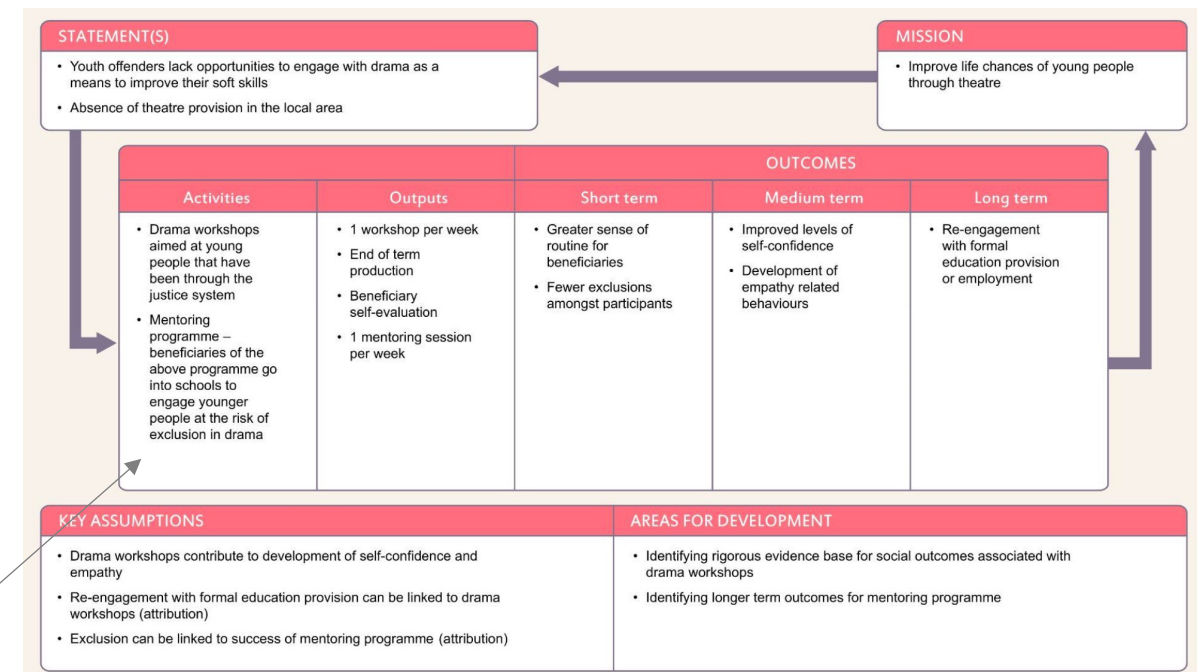 STATEMENT(S)
• Youth offenders lack opportunities to engage with drama as a
means to improve their soft skills
• Absence of theatre provision in the local area
MISSION
• Improve life chances of young people
through theatre
OUTCOMES
Activities
Outputs
Short term
Medium term
Long term
• Drama workshops
aimed at young
people that have
been through the
justice system
• Mentoring
programme –
beneficiaries of the
above programme go
into schools to
engage younger
people at the risk of
exclusion in drama
• 1 workshop per week
• End of term
production
• Beneficiary
self-evaluation
• 1 mentoring session
per week
• Greater sense of
routine for
beneficiaries
• Fewer exclusions
amongst participants
• Improved levels of
self-confidence
• Development of
empathy related
behaviours
• Re-engagement
with formal
education provision
or employment
KEY ASSUMPTIONS
• Drama workshops contribute to development of self-confidence and
empathy
• Re-engagement with formal education provision can be linked to drama
workshops (attribution)
• Exclusion can be linked to success of mentoring programme (attribution)
AREAS FOR DEVELOPMENT
• Identifying rigorous evidence base for social outcomes associated with
drama workshops
• Identifying longer term outcomes for mentoring programme